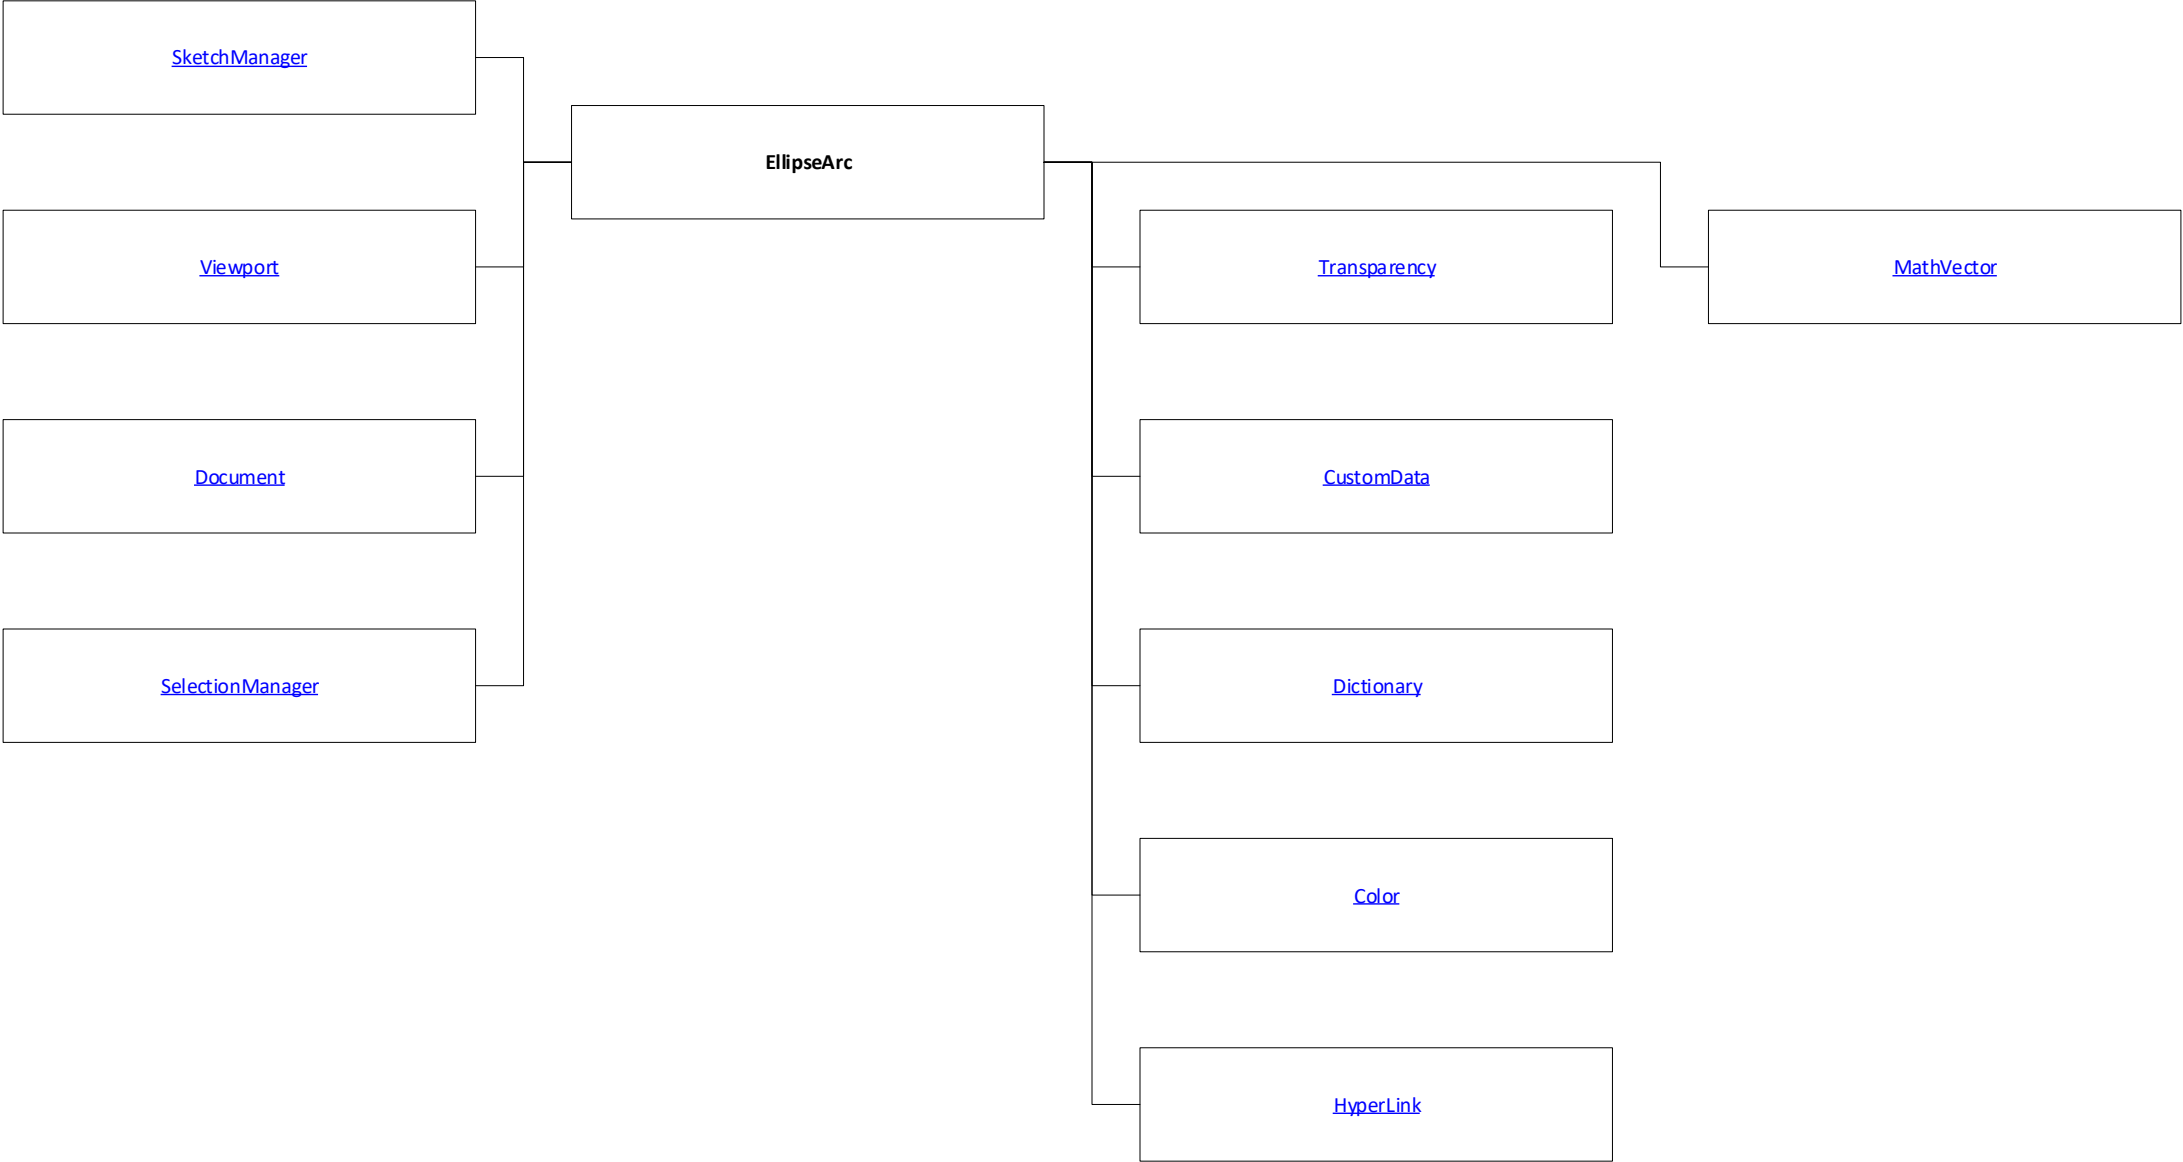 SketchManager
EllipseArc
Viewport
Transparency
MathVector
Document
CustomData
SelectionManager
Dictionary
Color
HyperLink